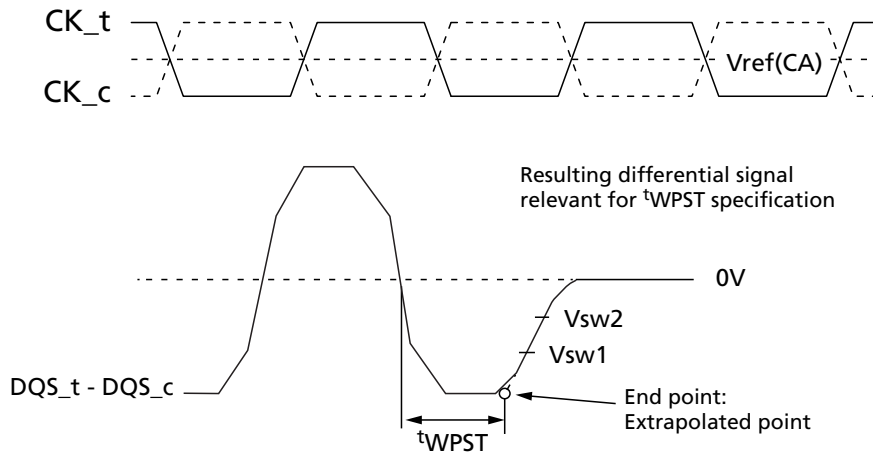 CK_t
Vref(CA)
CK_c
Resulting differential signal
relevant for tWPST specification
0V
Vsw2
Vsw1
DQS_t - DQS_c
End point:
Extrapolated point
tWPST